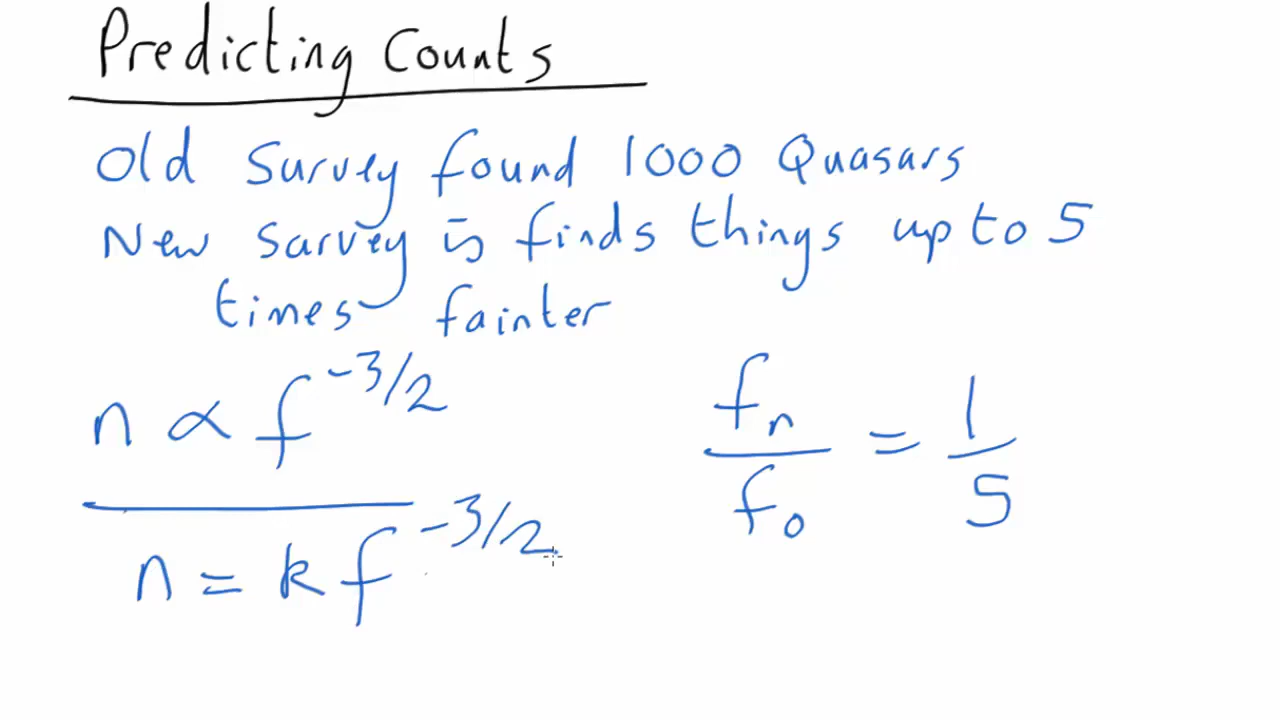 Predicting Counts
Old Survey found 1000 Quasars
New survey is finds things up to 5
times fainter
n ∝ f^{-3/2}
f_n / f_o = 1 / 5
n = k f^{-3/2}